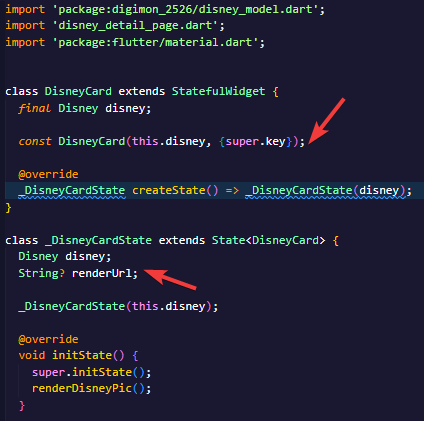 import 'package:digimon_2526/disney_model.dart';
import 'disney_detail_page.dart';
import 'package:flutter/material.dart';
class DisneyCard extends StatefulWidget {
final Disney disney;
const DisneyCard(this.disney, {super.key});
@override
_DisneyCardState createState() => _DisneyCardState(disney);
}
class _DisneyCardState extends State<DisneyCard> {
Disney disney;
String? renderUrl;
_DisneyCardState(this.disney);
@override
void initState() {
super.initState();
renderDisneyPic();
}